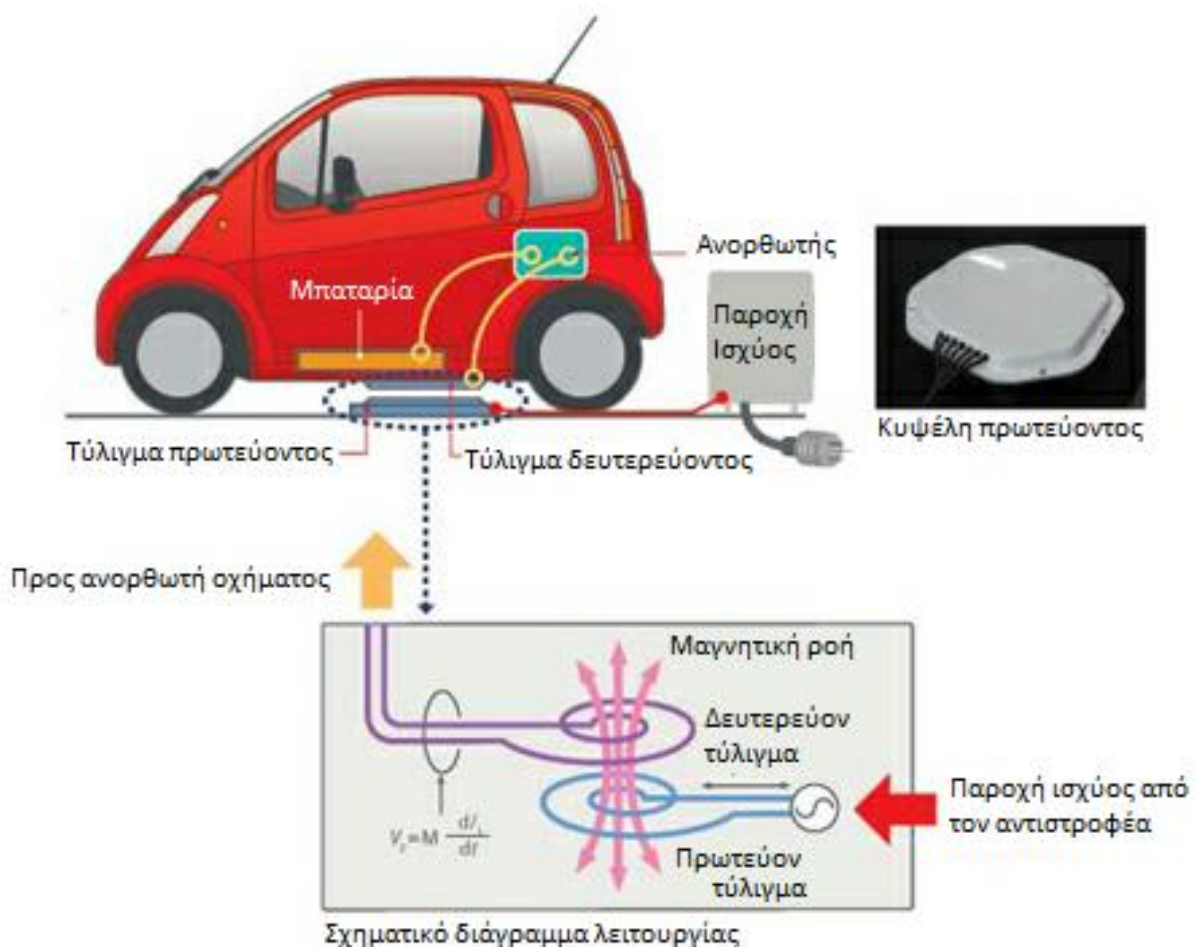 Ανορθωτής
Μπαταρία
Παροχή
Ισχύος
Κυψέλη πρωτεύοντος
Τύλιγμα πρωτεύοντος
Τύλιγμα δευτερεύοντος
Προς ανορθωτή οχήματος
Μαγνητική ροή
Δευτερεύον
τύλιγμα
Παροχή ισχύος από
τον αντιστροφέα
Πρωτεύον
τύλιγμα
Σχηματικό διάγραμμα λειτουργίας